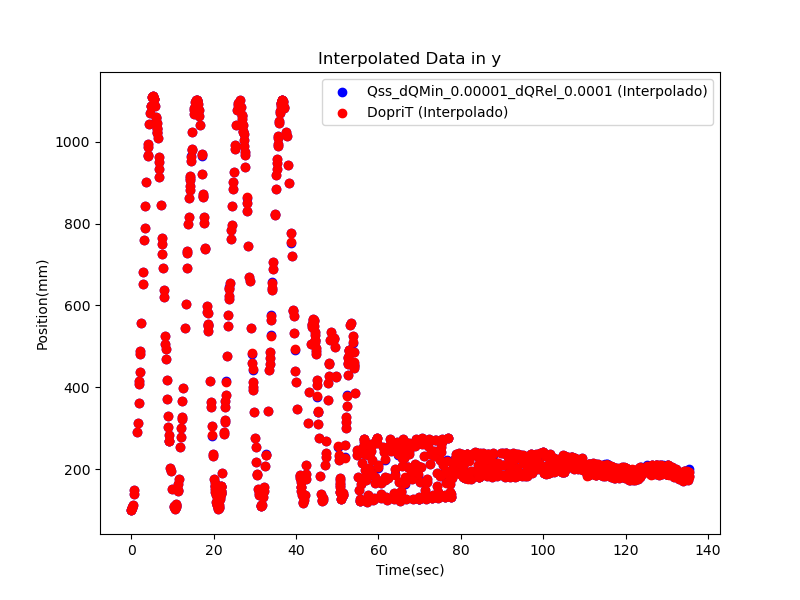 Interpolated Data in y
Qss_dQMin_0.00001_dQRel_0.0001 (Interpolado)
DopriT (Interpolado)
1000
800
600
400
200
Position(mm)
0
20
40
60
80
100
120
140
Time(sec)